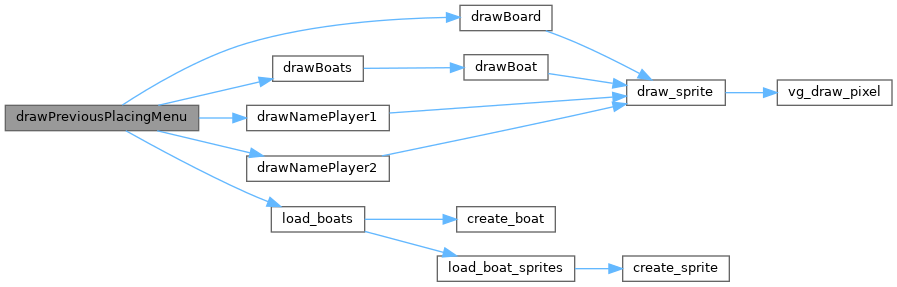 drawBoard
drawBoats
drawBoat
draw_sprite
vg_draw_pixel
drawPreviousPlacingMenu
drawNamePlayer1
drawNamePlayer2
load_boats
create_boat
load_boat_sprites
create_sprite